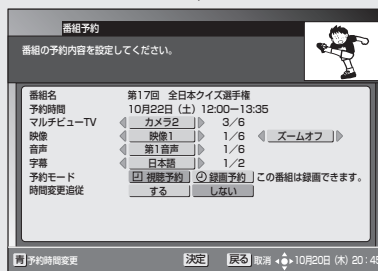 番組予約
番組の予約内容を設定してください。
番組名 第17回 全日本クイズ選手権
予約時間 10月22日（土）12:00ー13:35
マルチビューTV カメラ2 3/6
映像 映像1 1/6 ズームオフ
音声 第1音声 1/6
字幕 日本語 1/2
予約モード 視聴予約 録画予約 この番組は録画できます。
時間変更追従 する しない
青 予約時間変更 決定 戻る 取消 10月20日（木）20：45